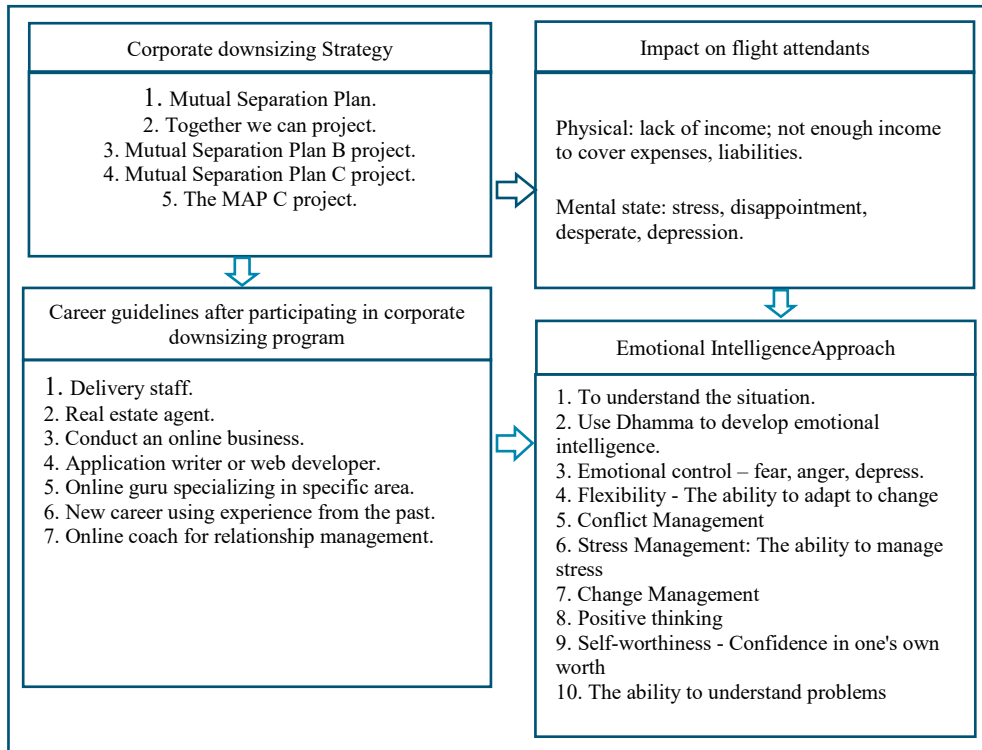 Corporate downsizing Strategy
1. Mutual Separation Plan.
2. Together we can project.
3. Mutual Separation Plan B project.
4. Mutual Separation Plan C project.
5. The MAP C project.
Impact on flight attendants
Physical: lack of income; not enough income
to cover expenses, liabilities.
Mental state: stress, disappointment,
desperate, depression.
Career guidelines after participating in corporate
downsizing program
1. Delivery staff.
2. Real estate agent.
3. Conduct an online business.
4. Application writer or web developer.
5. Online guru specializing in specific area.
6. New career using experience from the past.
7. Online coach for relationship management.
Emotional IntelligenceApproach
1. To understand the situation.
2. Use Dhamma to develop emotional
intelligence.
3. Emotional control – fear, anger, depress.
4. Flexibility - The ability to adapt to change
5. Conflict Management
6. Stress Management: The ability to manage
stress
7. Change Management
8. Positive thinking
9. Self-worthiness - Confidence in one's own
worth
10. The ability to understand problems